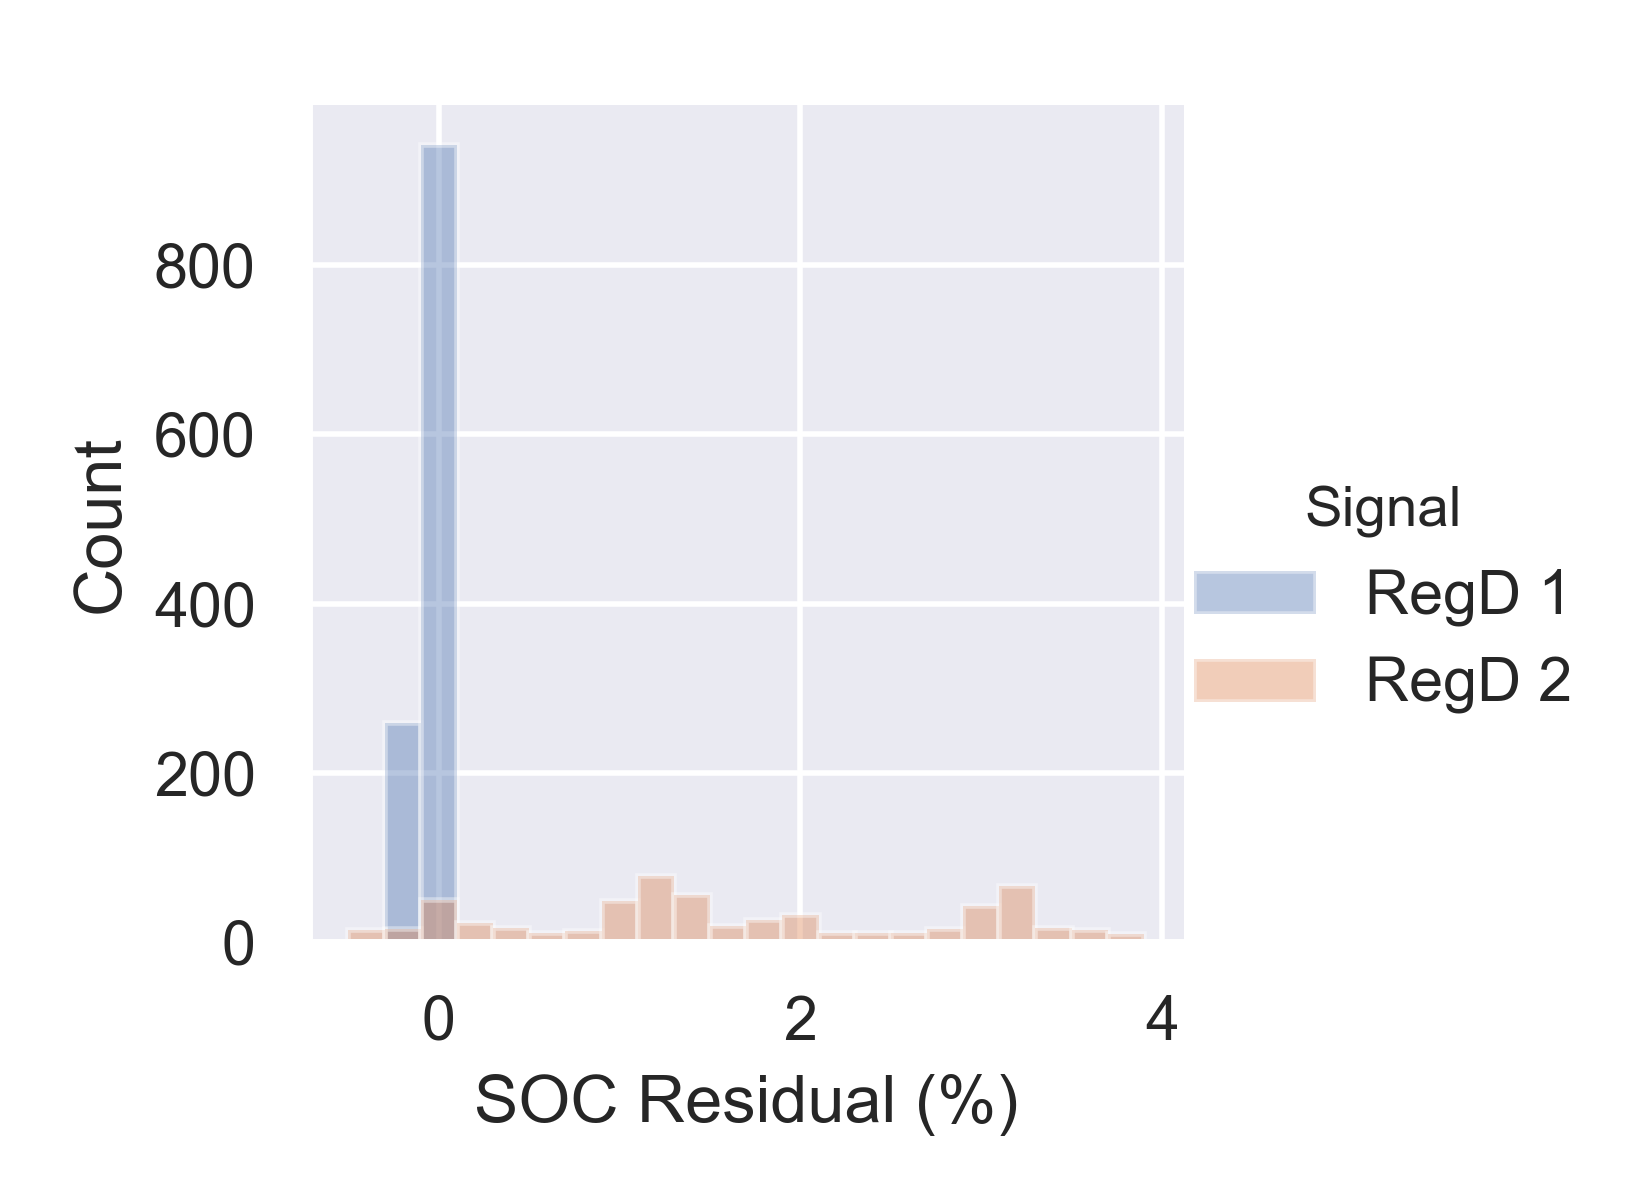 800
600
400
200
0
Count
0 2 4
SOC Residual (%)
Signal
RegD 1
RegD 2